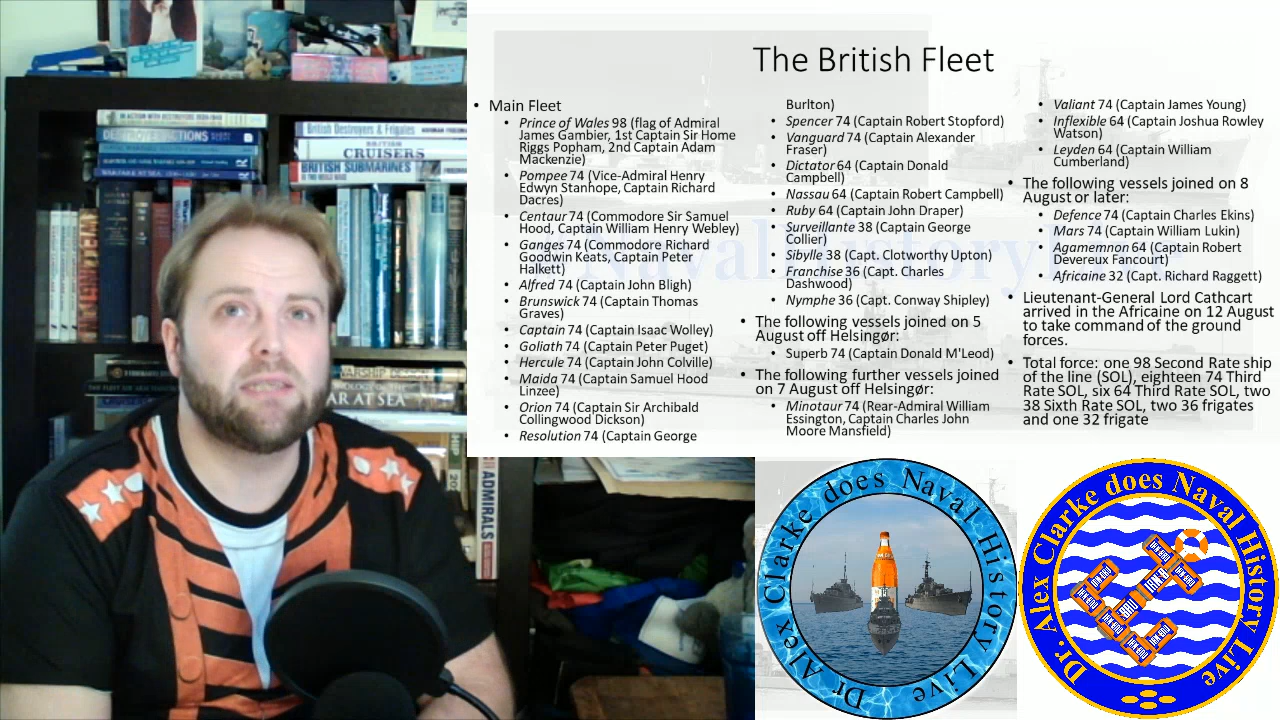 The British Fleet
• Main Fleet
• Prince of Wales 98 (flag of Admiral
James Gambier, 1st Captain Sir Home
Riggs Popham, 2nd Captain Adam
Mackenzie)
• Pompee 74 (Vice-Admiral Henry
Edwyn Stanhope, Captain Richard
Dacres)
• Centaur 74 (Commodore Sir Samuel
Hood, Captain William Henry Webley)
• Ganges 74 (Commodore Richard
Goodwin Keats, Captain Peter
Halkett)
• Alfred 74 (Captain John Bligh)
• Brunswick 74 (Captain Thomas
Graves)
• Captain 74 (Captain Isaac Wolley)
• Goliath 74 (Captain Peter Puget)
• Hercule 74 (Captain John Colville)
• Maida 74 (Captain Samuel Hood
Linzee)
• Orion 74 (Captain Sir Archibald
Collingwood Dickson)
• Resolution 74 (Captain George
Burlton)
• Spencer 74 (Captain Robert Stopford)
• Vanguard 74 (Captain Alexander
Fraser)
• Dictator 64 (Captain Donald
Campbell)
• Nassau 64 (Captain Robert Campbell)
• Ruby 64 (Captain John Draper)
• Surveillante 38 (Captain George
Collier)
• Sibylle 38 (Capt. Clotworthy Upton)
• Franchise 36 (Capt. Charles
Dashwood)
• Nymphe 36 (Capt. Conway Shipley)
• The following vessels joined on 5
August off Helsingør:
• Superb 74 (Captain Donald M'Leod)
• The following further vessels joined
on 7 August off Helsingør:
• Minotaur 74 (Rear-Admiral William
Essington, Captain Charles John
Moore Mansfield)
• Valiant 74 (Captain James Young)
• Inflexible 64 (Captain Joshua Rowley
Watson)
• Leyden 64 (Captain William
Cumberland)
• The following vessels joined on 8
August or later:
• Defence 74 (Captain Charles Ekins)
• Mars 74 (Captain William Lukin)
• Agamemnon 64 (Captain Robert
Devereux Fancourt)
• Africaine 32 (Capt. Richard Raggett)
• Lieutenant-General Lord Cathcart
arrived in the Africaine on 12 August
to take command of the ground
forces.
• Total force: one 98 Second Rate ship
of the line (SOL), eighteen 74 Third
Rate SOL, six 64 Third Rate SOL, two
38 Sixth Rate SOL, two 36 frigates
and one 32 frigate
British Destroyers & Frigates
BRITISH
CRUISERS
BRITISH SUBMARINES
WARSHIP DESIGN
WAR AT SEA
ADMIRALS
Dr Alex Clarke does Naval History Live
Dr. Alex Clarke does Naval History Live